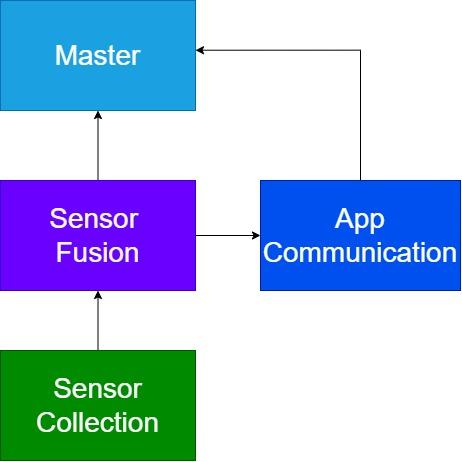 Master
Sensor
Fusion
App
Communication
Sensor
Collection